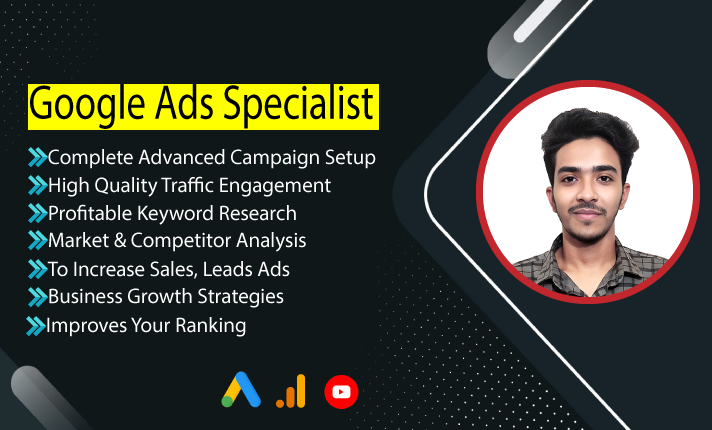 Google Ads Specialist
Complete Advanced Campaign Setup
High Quality Traffic Engagement
Profitable Keyword Research
Market & Competitor Analysis
To Increase Sales, Leads Ads
Business Growth Strategies
Improves Your Ranking